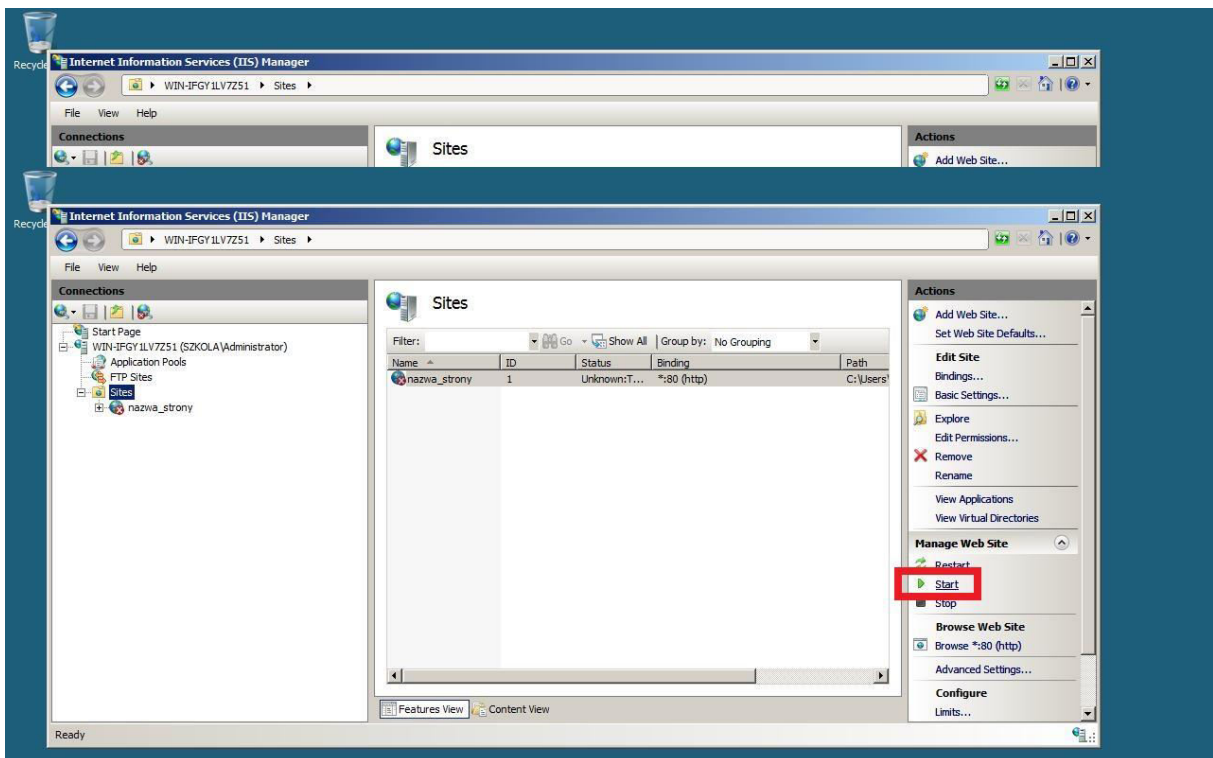 Recycle
Internet Information Services (IIS) Manager
WIN-IFGY1LV7Z51 Sites
File View Help
Connections
Sites
Actions
Add Web Site...
Recycle
Internet Information Services (IIS) Manager
WIN-IFGY1LV7Z51 Sites
File View Help
Connections
Start Page
WIN-IFGY1LV7Z51 (SZKOLA\Administrator)
Application Pools
FTP Sites
Sites
nazwa_strony
Sites
Filter: Go Show All Group by: No Grouping
Name ID Status Binding Path
nazwa_strony 1 Unknown:T... *:80 (http) C:\Users\
Features View Content View
Actions
Add Web Site...
Set Web Site Defaults...
Edit Site
Bindings...
Basic Settings...
Explore
Edit Permissions...
Remove
Rename
View Applications
View Virtual Directories
Manage Web Site
Restart
Start
Stop
Browse Web Site
Browse *:80 (http)
Advanced Settings...
Configure
Limits...
Ready